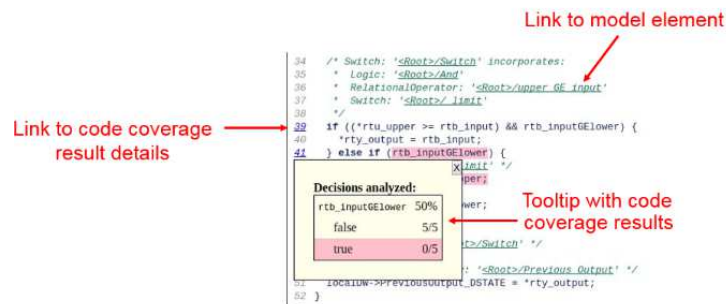 Link to model element
34 /* Switch: '<Root>/Switch' incorporates:
35 * Logic: '<Root>/And'
36 * RelationalOperator: '<Root>/upper GE input'
37 * Switch: '<Root>/ limit'
38 */
Link to code coverage
result details
39 if ((*rtu_upper >= rtb_input) && rtb_inputGElower) {
40 *rty_output = rtb_input;
41 } else if (rtb_inputGElower) {
limit' */
X
pper;
Decisions analyzed:
rtb_inputGElower 50%
wer;
false 5/5
true 0/5
Tooltip with code
coverage results
t>/Switch' */
: '<Root>/Previous Output' */
51 localDW->PreviousOutput_DSTATE = *rty_output;
52 }